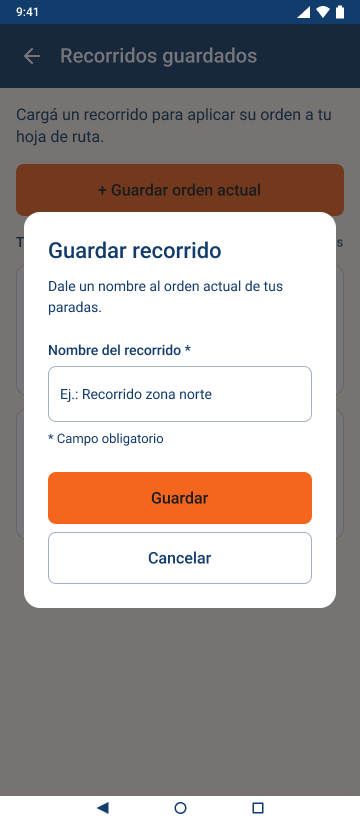 9:41
Recorridos guardados
Cargá un recorrido para aplicar su orden a tu
hoja de ruta.
+ Guardar orden actual
T
s
Guardar recorrido
Dale un nombre al orden actual de tus
paradas.
Nombre del recorrido *
Ej.: Recorrido zona norte
* Campo obligatorio
Guardar
Cancelar